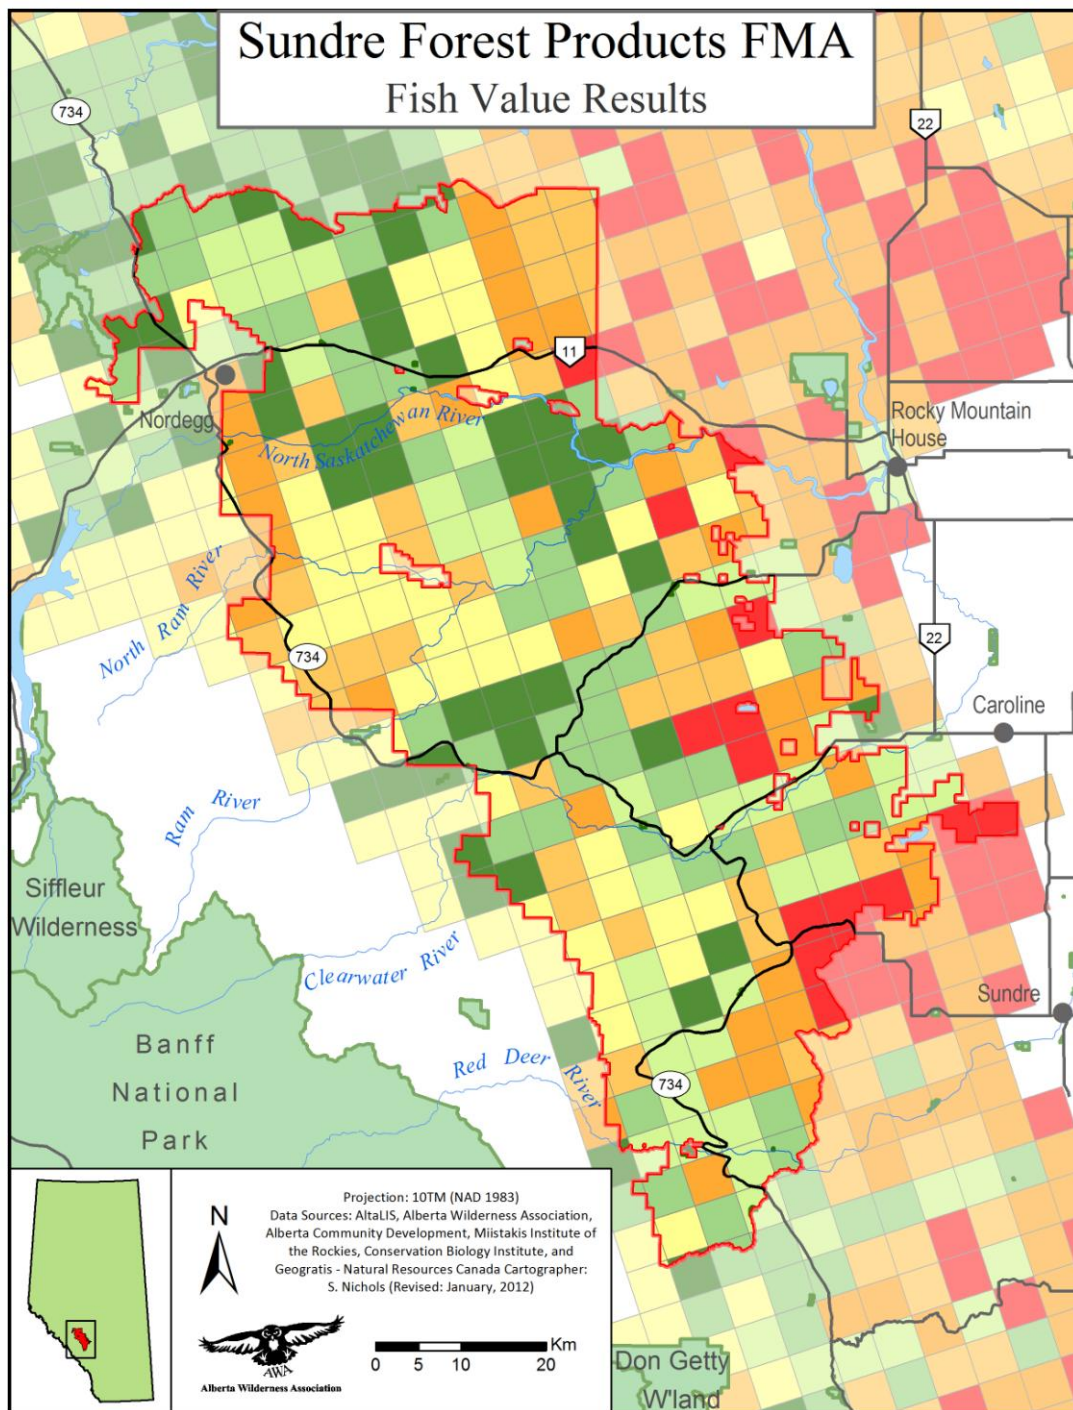 Sundre Forest Products FMA
Fish Value Results
734
22
11
Nordegg
North Saskatchewan River
Rocky Mountain
House
North Ram River
734
22
Caroline
Ram River
Siffleur
Wilderness
Clearwater River
Sundre
Banff
National
Park
Red Deer River
734
N
Projection: 10TM (NAD 1983)
Data Sources: AltaLIS, Alberta Wilderness Association,
Alberta Community Development, Miistakis Institute of
the Rockies, Conservation Biology Institute, and
Geogratis - Natural Resources Canada Cartographer:
S. Nichols (Revised: January, 2012)
AWA
Alberta Wilderness Association
Km
0 5 10 20
Don Getty
W'land